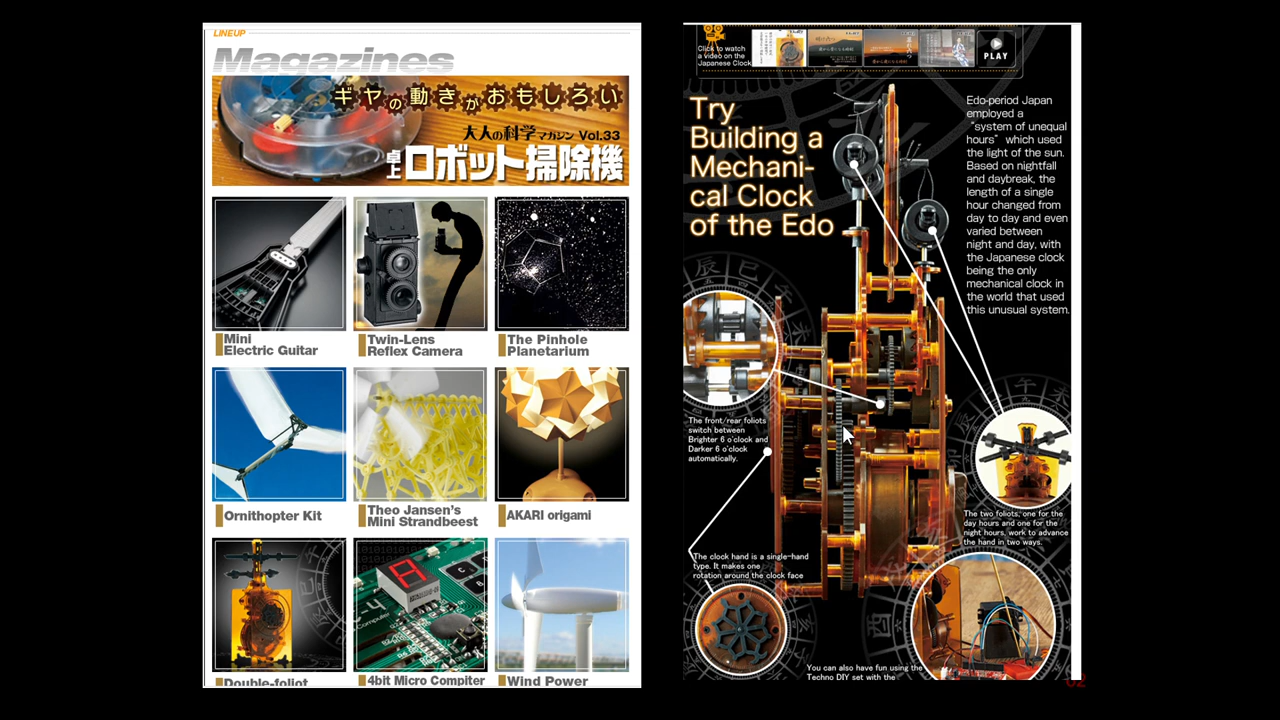 LINEUP
Magazines
ギヤの動きがおもしろい
大人の科学マガジン Vol.33
卓上ロボット掃除機
Mini
Electric Guitar
Twin-Lens
Reflex Camera
The Pinhole
Planetarium
Ornithopter Kit
Theo Jansen's
Mini Strandbeest
AKARI origami
Double-foliot
4bit Micro Compiter
Wind Power
Click to watch
a video on the
Japanese Clock
PLAY
Try
Building a
Mechani-
cal Clock
of the Edo
Edo-period Japan
employed a
“system of unequal
hours” which used
the light of the sun.
Based on nightfall
and daybreak, the
length of a single
hour changed from
day to day and even
varied between
night and day, with
the Japanese clock
being the only
mechanical clock in
the world that used
this unusual system.
The front/rear foliots
switch between
Brighter 6 o'clock and
Darker 6 o'clock
automatically.
The two foliots, one for the
day hours and one for the
night hours, work to advance
the hand in two ways.
The clock hand is a single-hand
type. It makes one
rotation around the clock face
You can also have fun using the
Techno DIY set with the
62